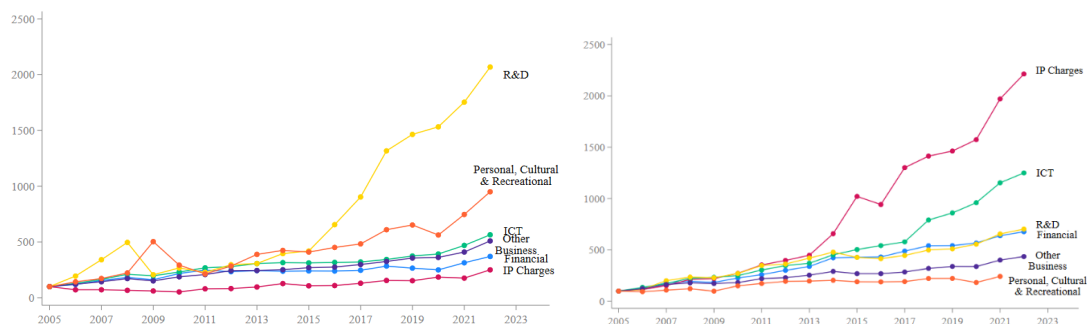 2500
2000
1500
1000
500
0
2005
2007
2009
2011
2013
2015
2017
2019
2021
2023
R&D
Personal, Cultural
& Recreational
ICT
Other
Business
Financial
IP Charges
2500
2000
1500
1000
500
0
2005
2007
2009
2011
2013
2015
2017
2019
2021
2023
IP Charges
ICT
R&D
Financial
Other
Business
Personal, Cultural
& Recreational